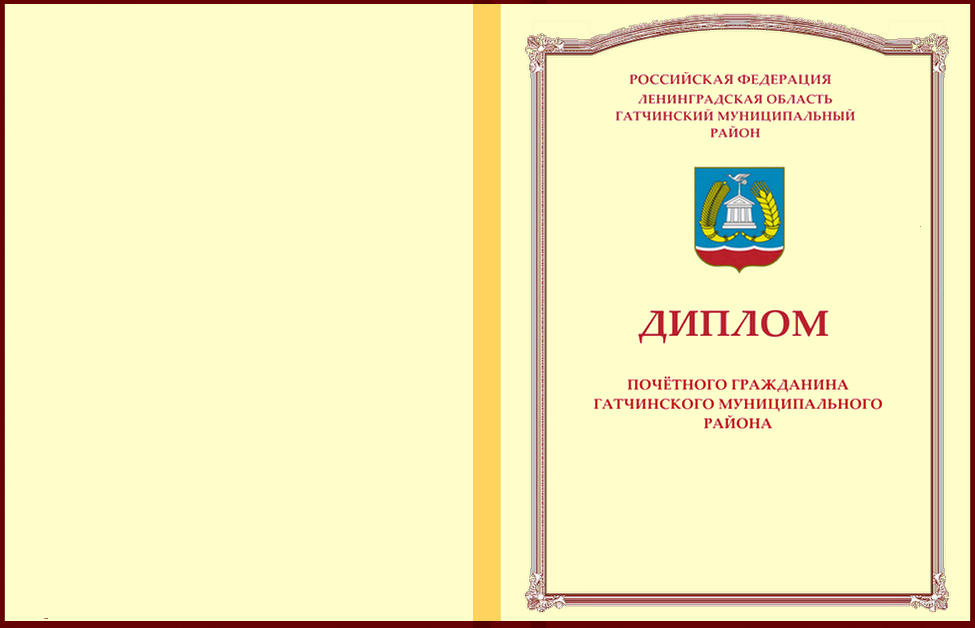 РОССИЙСКАЯ ФЕДЕРАЦИЯ
ЛЕНИНГРАДСКАЯ ОБЛАСТЬ
ГАТЧИНСКИЙ МУНИЦИПАЛЬНЫЙ
РАЙОН
ДИПЛОМ
ПОЧЁТНОГО ГРАЖДАНИНА
ГАТЧИНСКОГО МУНИЦИПАЛЬНОГО
РАЙОНА